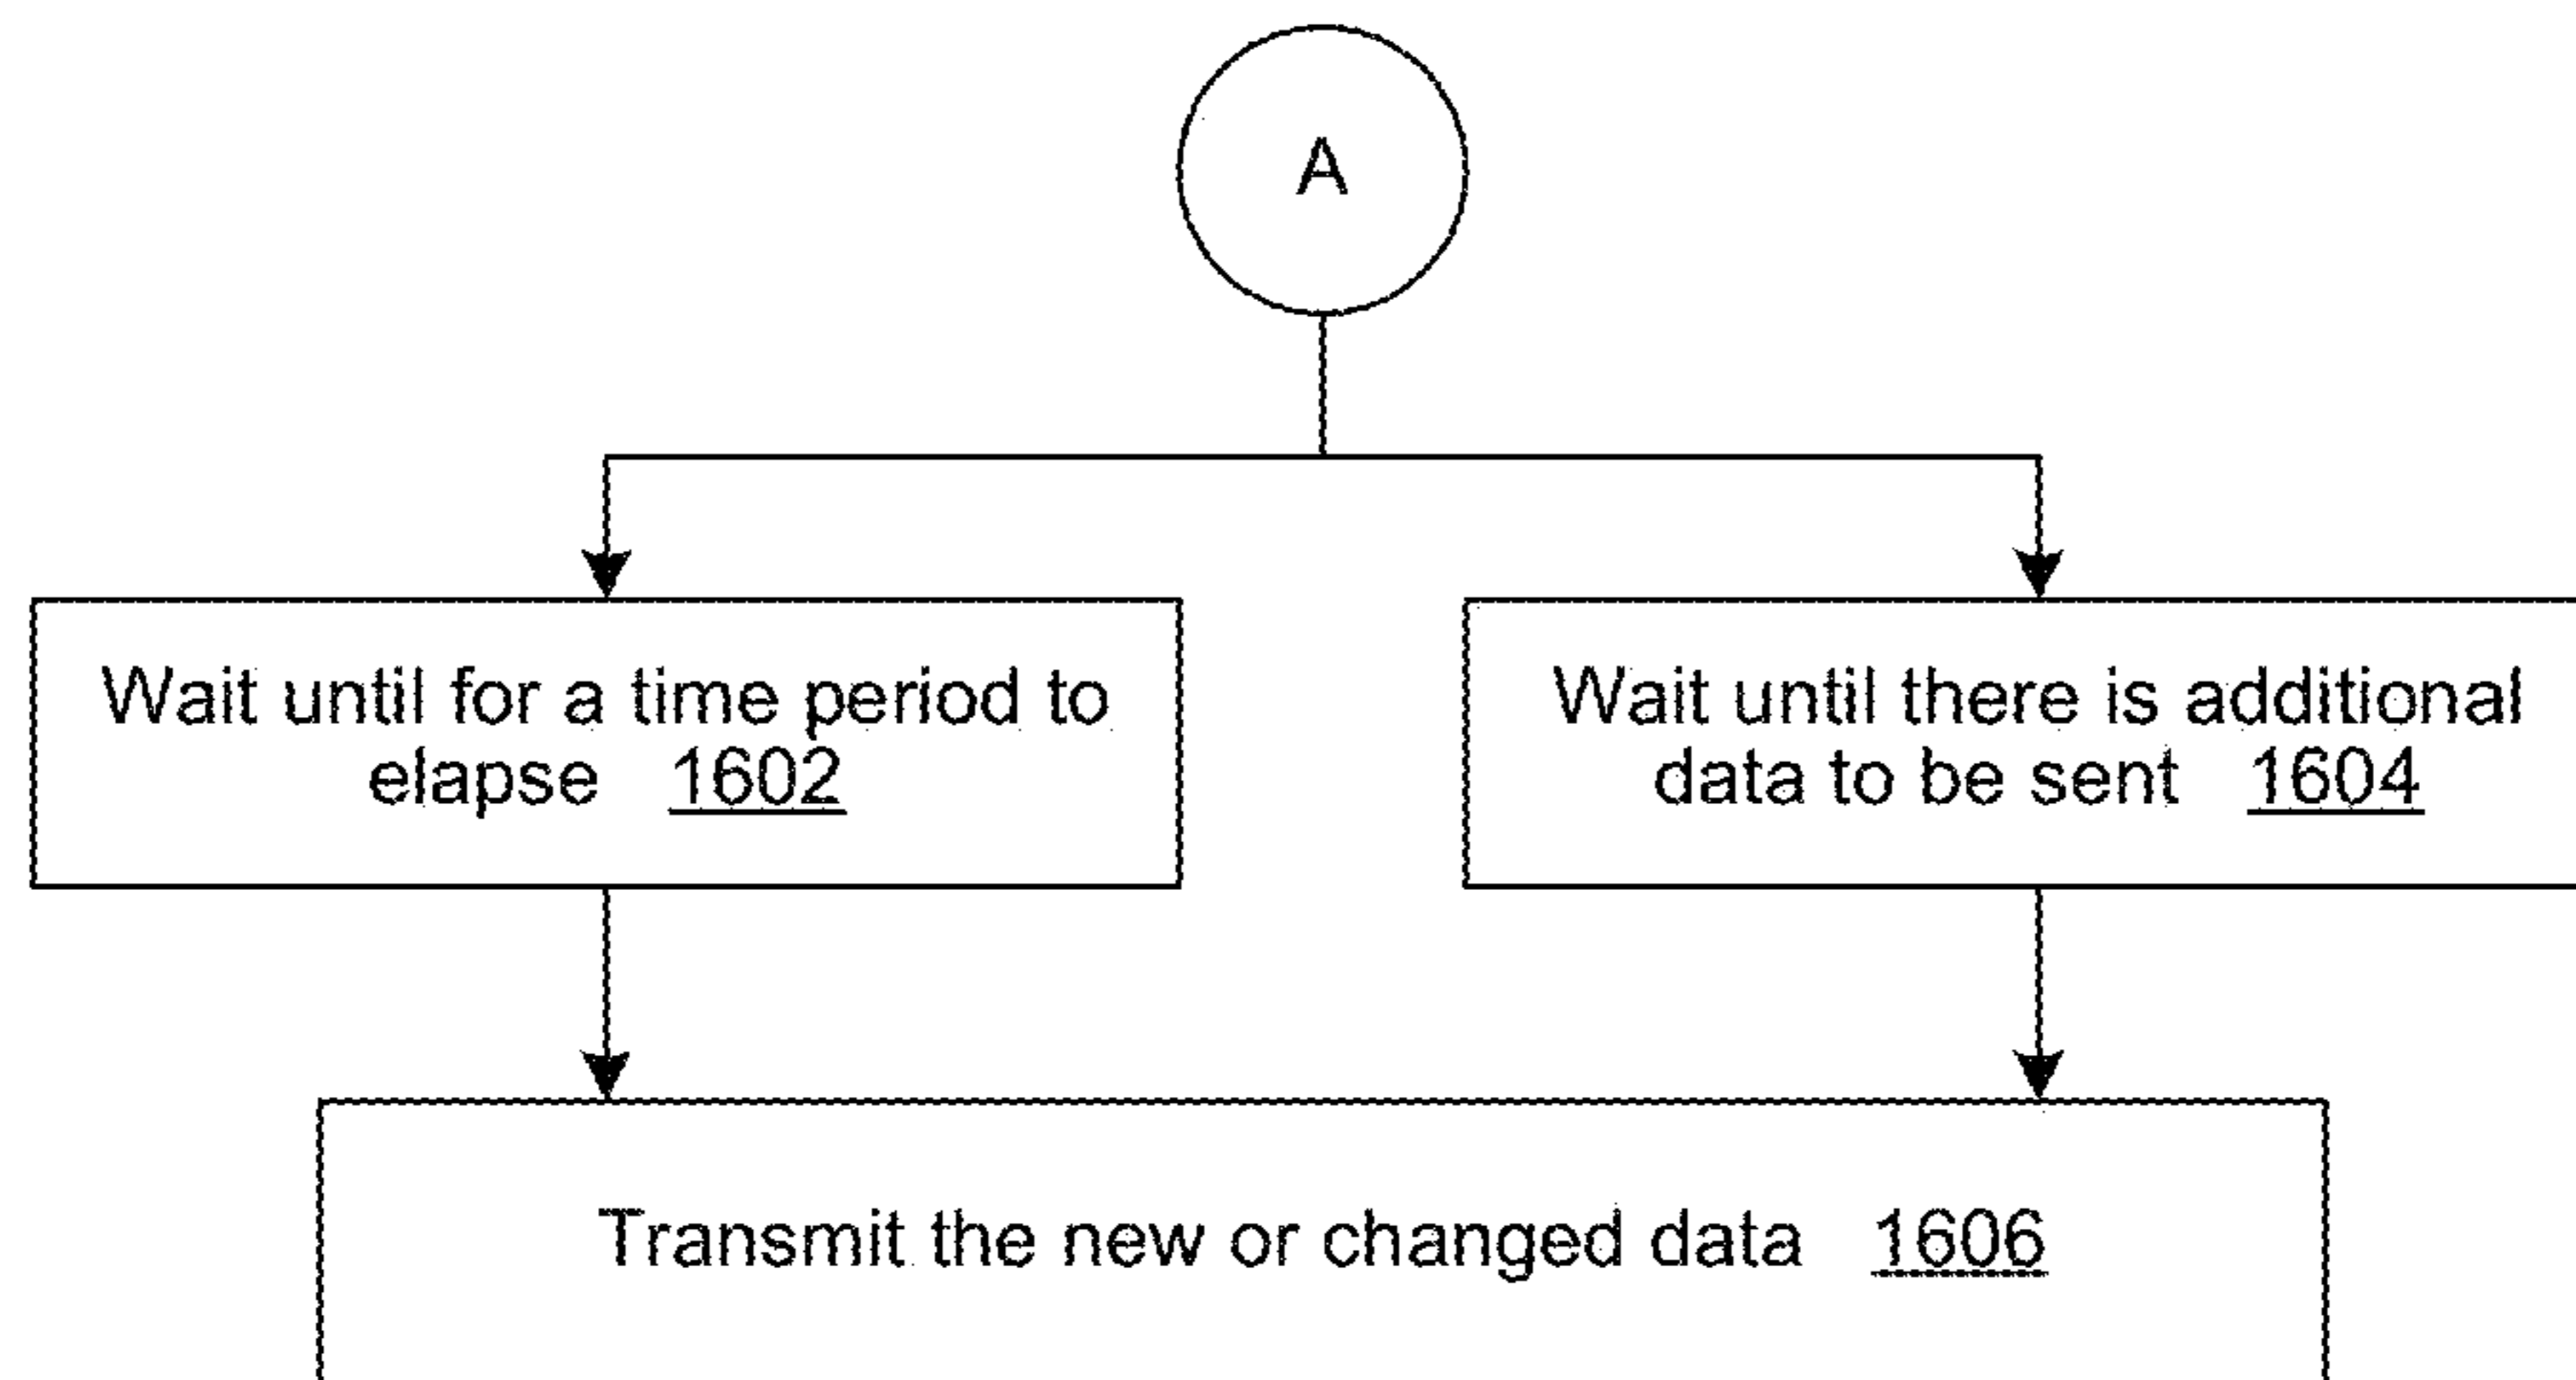 A
Wait until for a time period to
elapse 1602
Wait until there is additional
data to be sent 1604
Transmit the new or changed data 1606